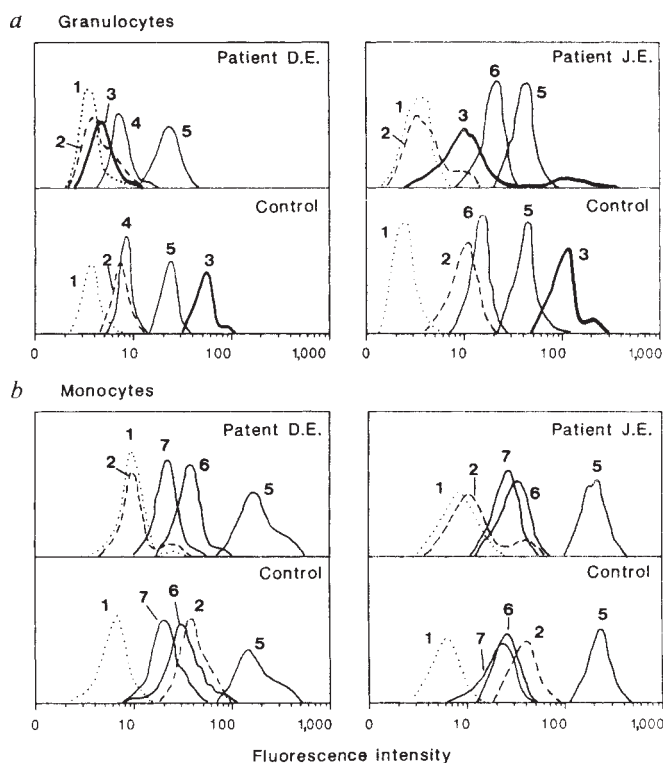 a Granulocytes
Patient D.E.
1
3
4
2
5
Control
4
2
5
3
1
0 10 100 1,000
Patient J.E.
6
5
1
3
2
Control
6
5
1
2
3
0 10 100 1,000
b Monocytes
Patient D.E.
1
7
6
2
5
Control
7
6
2
1
5
0 10 100 1,000
Patient J.E.
7
5
2
1
6
Control
6
5
1
2
7
0 10 100 1,000
Fluorescence intensity